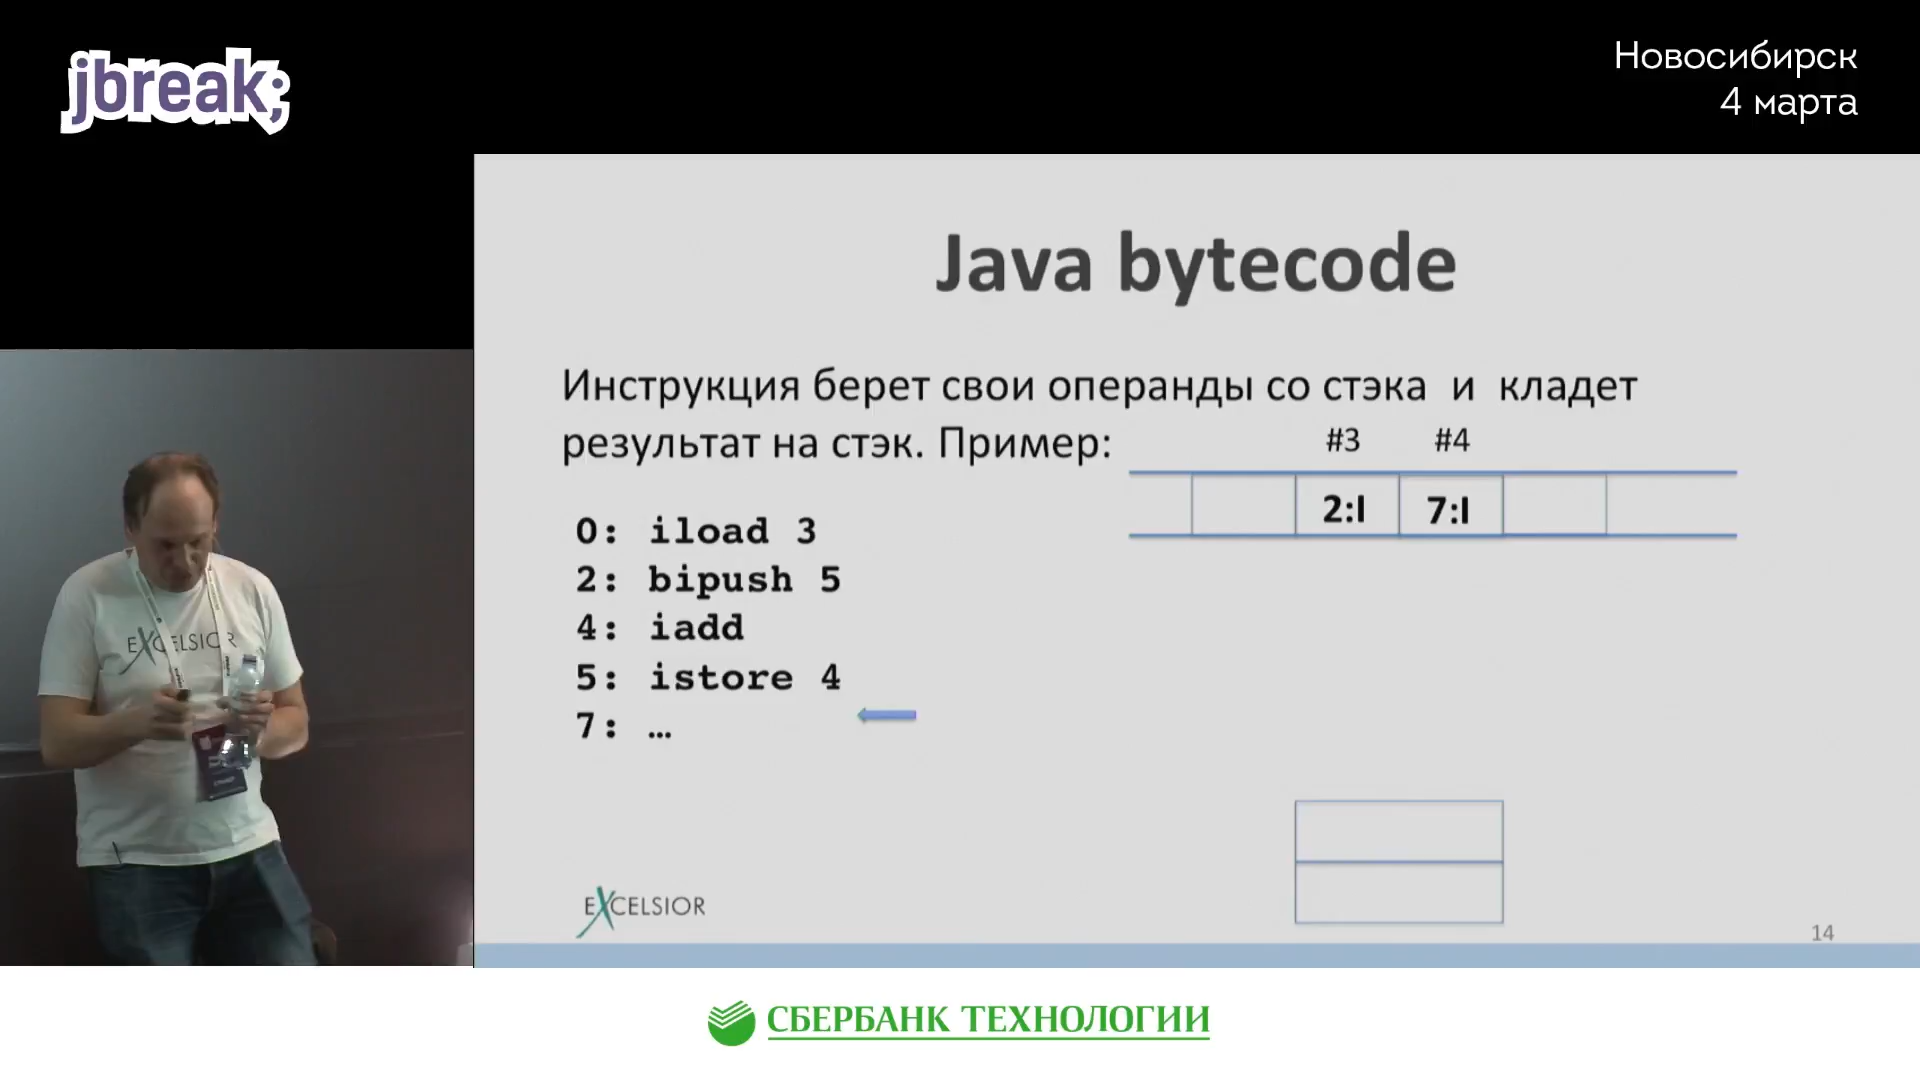 jbreak;
Новосибирск
4 марта
Java bytecode
Инструкция берет свои операнды со стэка и кладет
результат на стэк. Пример:
#3 #4
2:I 7:I
0: iload 3
2: bipush 5
4: iadd
5: istore 4
7: …
EXCELSIOR
EXCELSIOR
14
СБЕРБАНК ТЕХНОЛОГИИ